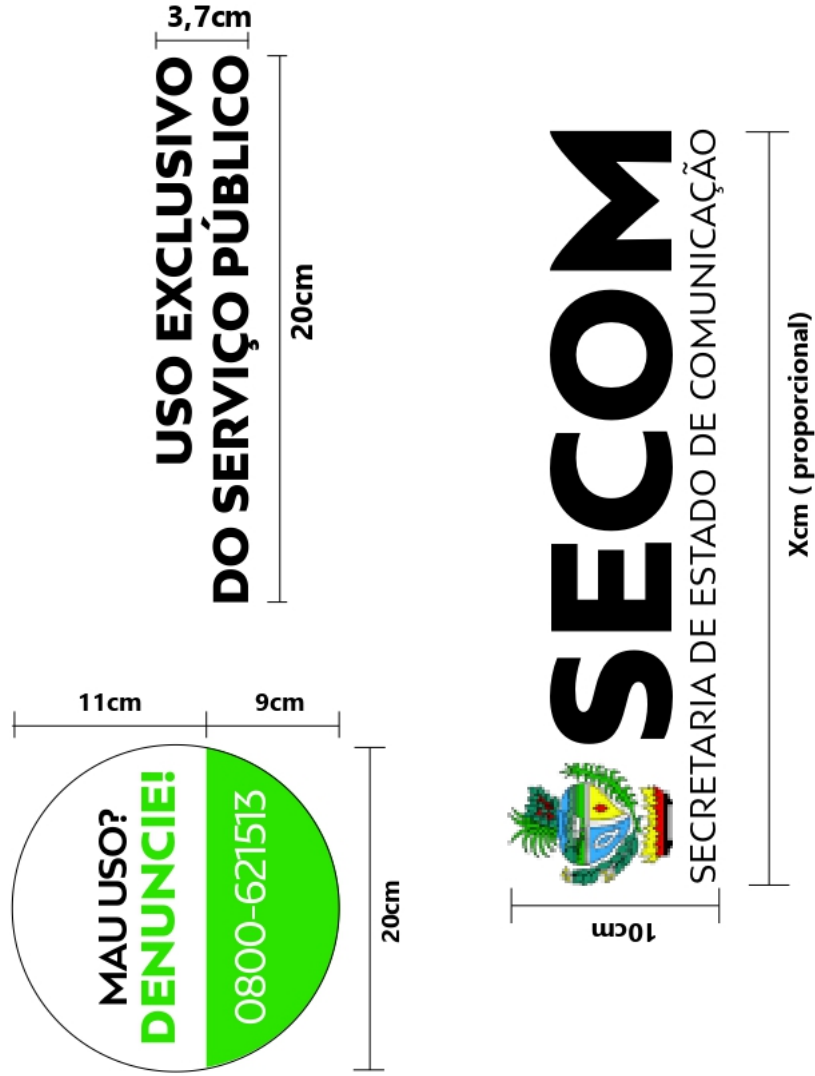 3,7cm
USO EXCLUSIVO
DO SERVIÇO PÚBLICO
20cm
SECOM
SECRETARIA DE ESTADO DE COMUNICAÇÃO
Xcm ( proporcional)
10cm
11cm
9cm
MAU USO?
DENUNCIE!
0800-621513
20cm